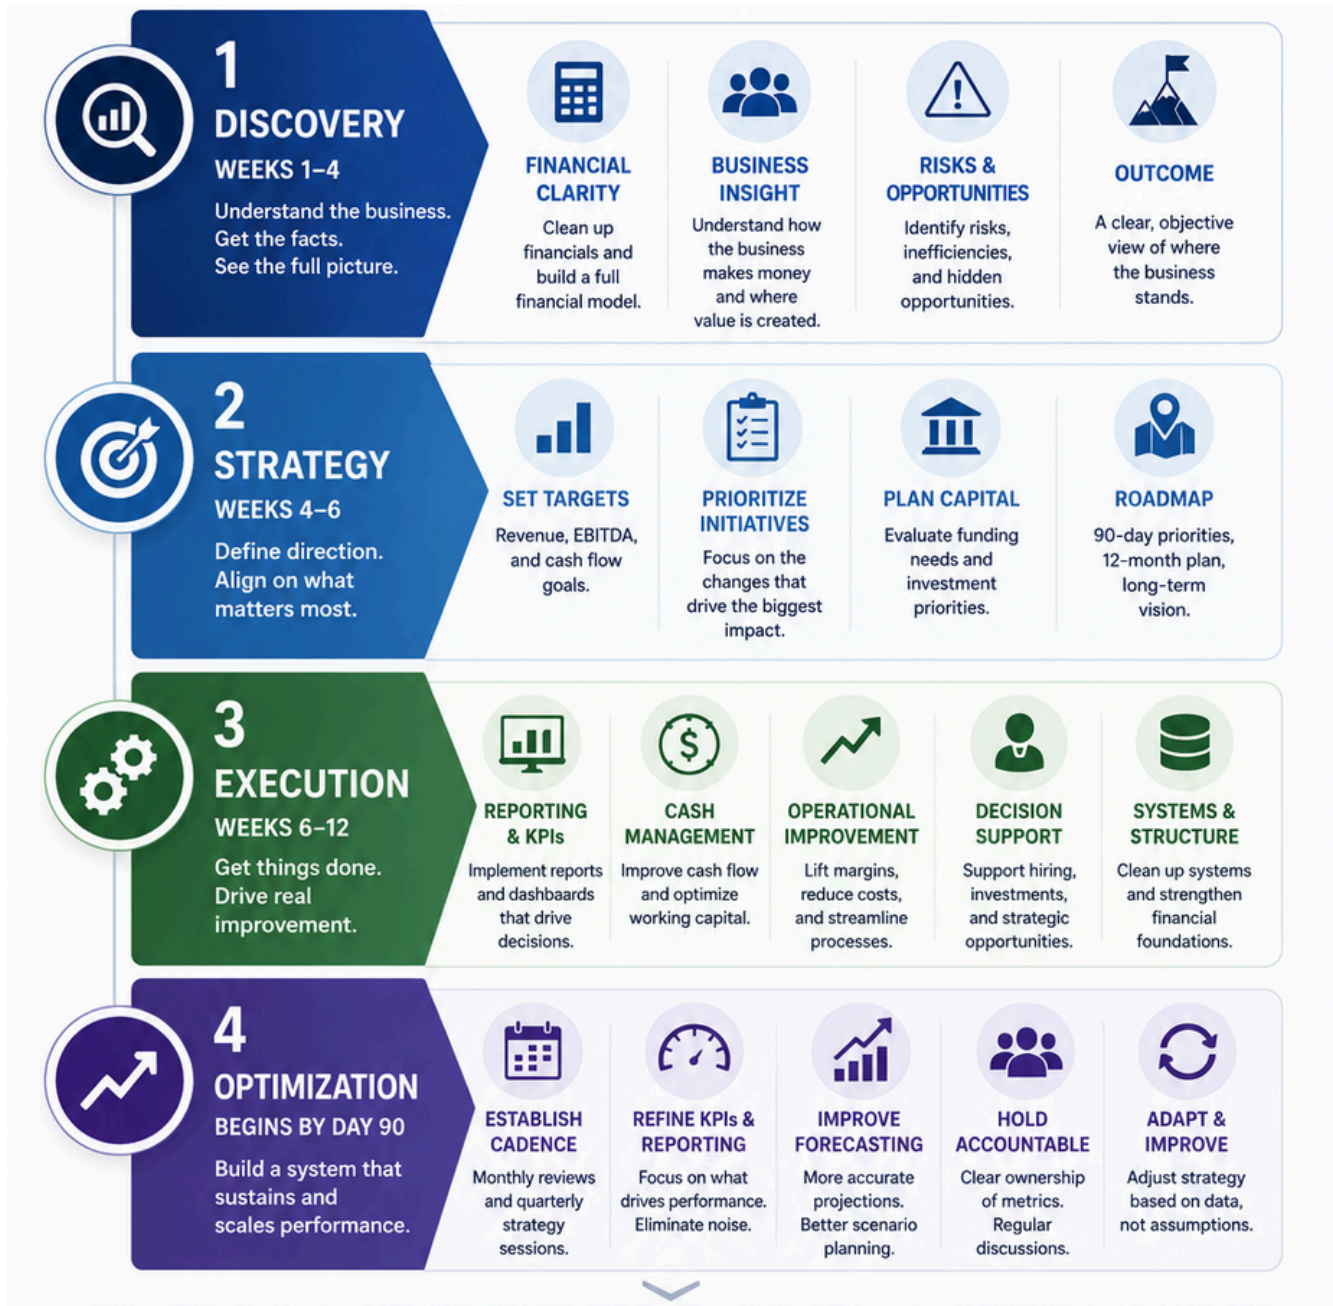 1
DISCOVERY
WEEKS 1–4
Understand the business.
Get the facts.
See the full picture.
FINANCIAL
CLARITY
Clean up
financials and
build a full
financial model.
BUSINESS
INSIGHT
Understand how
the business
makes money
and where
value is created.
RISKS &
OPPORTUNITIES
Identify risks,
inefficiencies,
and hidden
opportunities.
OUTCOME
A clear, objective
view of where
the business
stands.
2
STRATEGY
WEEKS 4–6
Define direction.
Align on what
matters most.
SET TARGETS
Revenue, EBITDA,
and cash flow
goals.
PRIORITIZE
INITIATIVES
Focus on the
changes that
drive the biggest
impact.
PLAN CAPITAL
Evaluate funding
needs and
investment
priorities.
ROADMAP
90-day priorities,
12-month plan,
long-term
vision.
3
EXECUTION
WEEKS 6–12
Get things done.
Drive real
improvement.
REPORTING
& KPIs
Implement reports
and dashbaards
that drive
decisions.
CASH
MANAGEMENT
Improve cash flow
and optimize
working capital.
OPERATIONAL
IMPROVEMENT
Lift margins,
reduce costs,
and streamline
processes.
DECISION
SUPPORT
Support hiring,
investments,
and strategic
opportunities.
SYSTEMS &
STRUCTURE
Clean up systems
and strengthen
financial
foundations.
4
OPTIMIZATION
BEGINS BY DAY 90
Build a system that
sustains and
scales performance.
ESTABLISH
CADENCE
Monthly reviews
and quarterly
strategy
sessions.
REFINE KPIs &
REPORTING
Focus on what
drives performance.
Eliminate noise.
IMPROVE
FORECASTING
More accurate
projections.
Better scenario
planning.
HOLD
ACCOUNTABLE
Clear ownership
of metrics.
Regular
discussions.
ADAPT &
IMPROVE
Adjust strategy
based on data,
not assumptions.